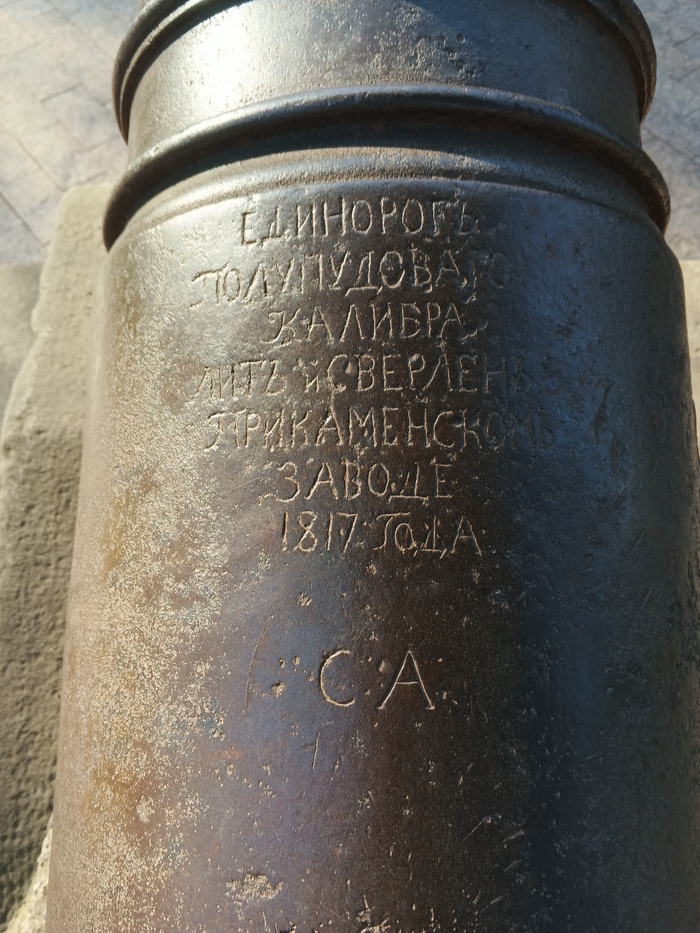 ЕДИНОРОГЪ
ПОЛУПУДОВАГО
КАЛИБРА
ЛИТЪ и СВЕРЛЕНЪ
ПРИКАМЕНСКОМЪ
ЗАВОДЕ
1817 ГОДА
С:А: